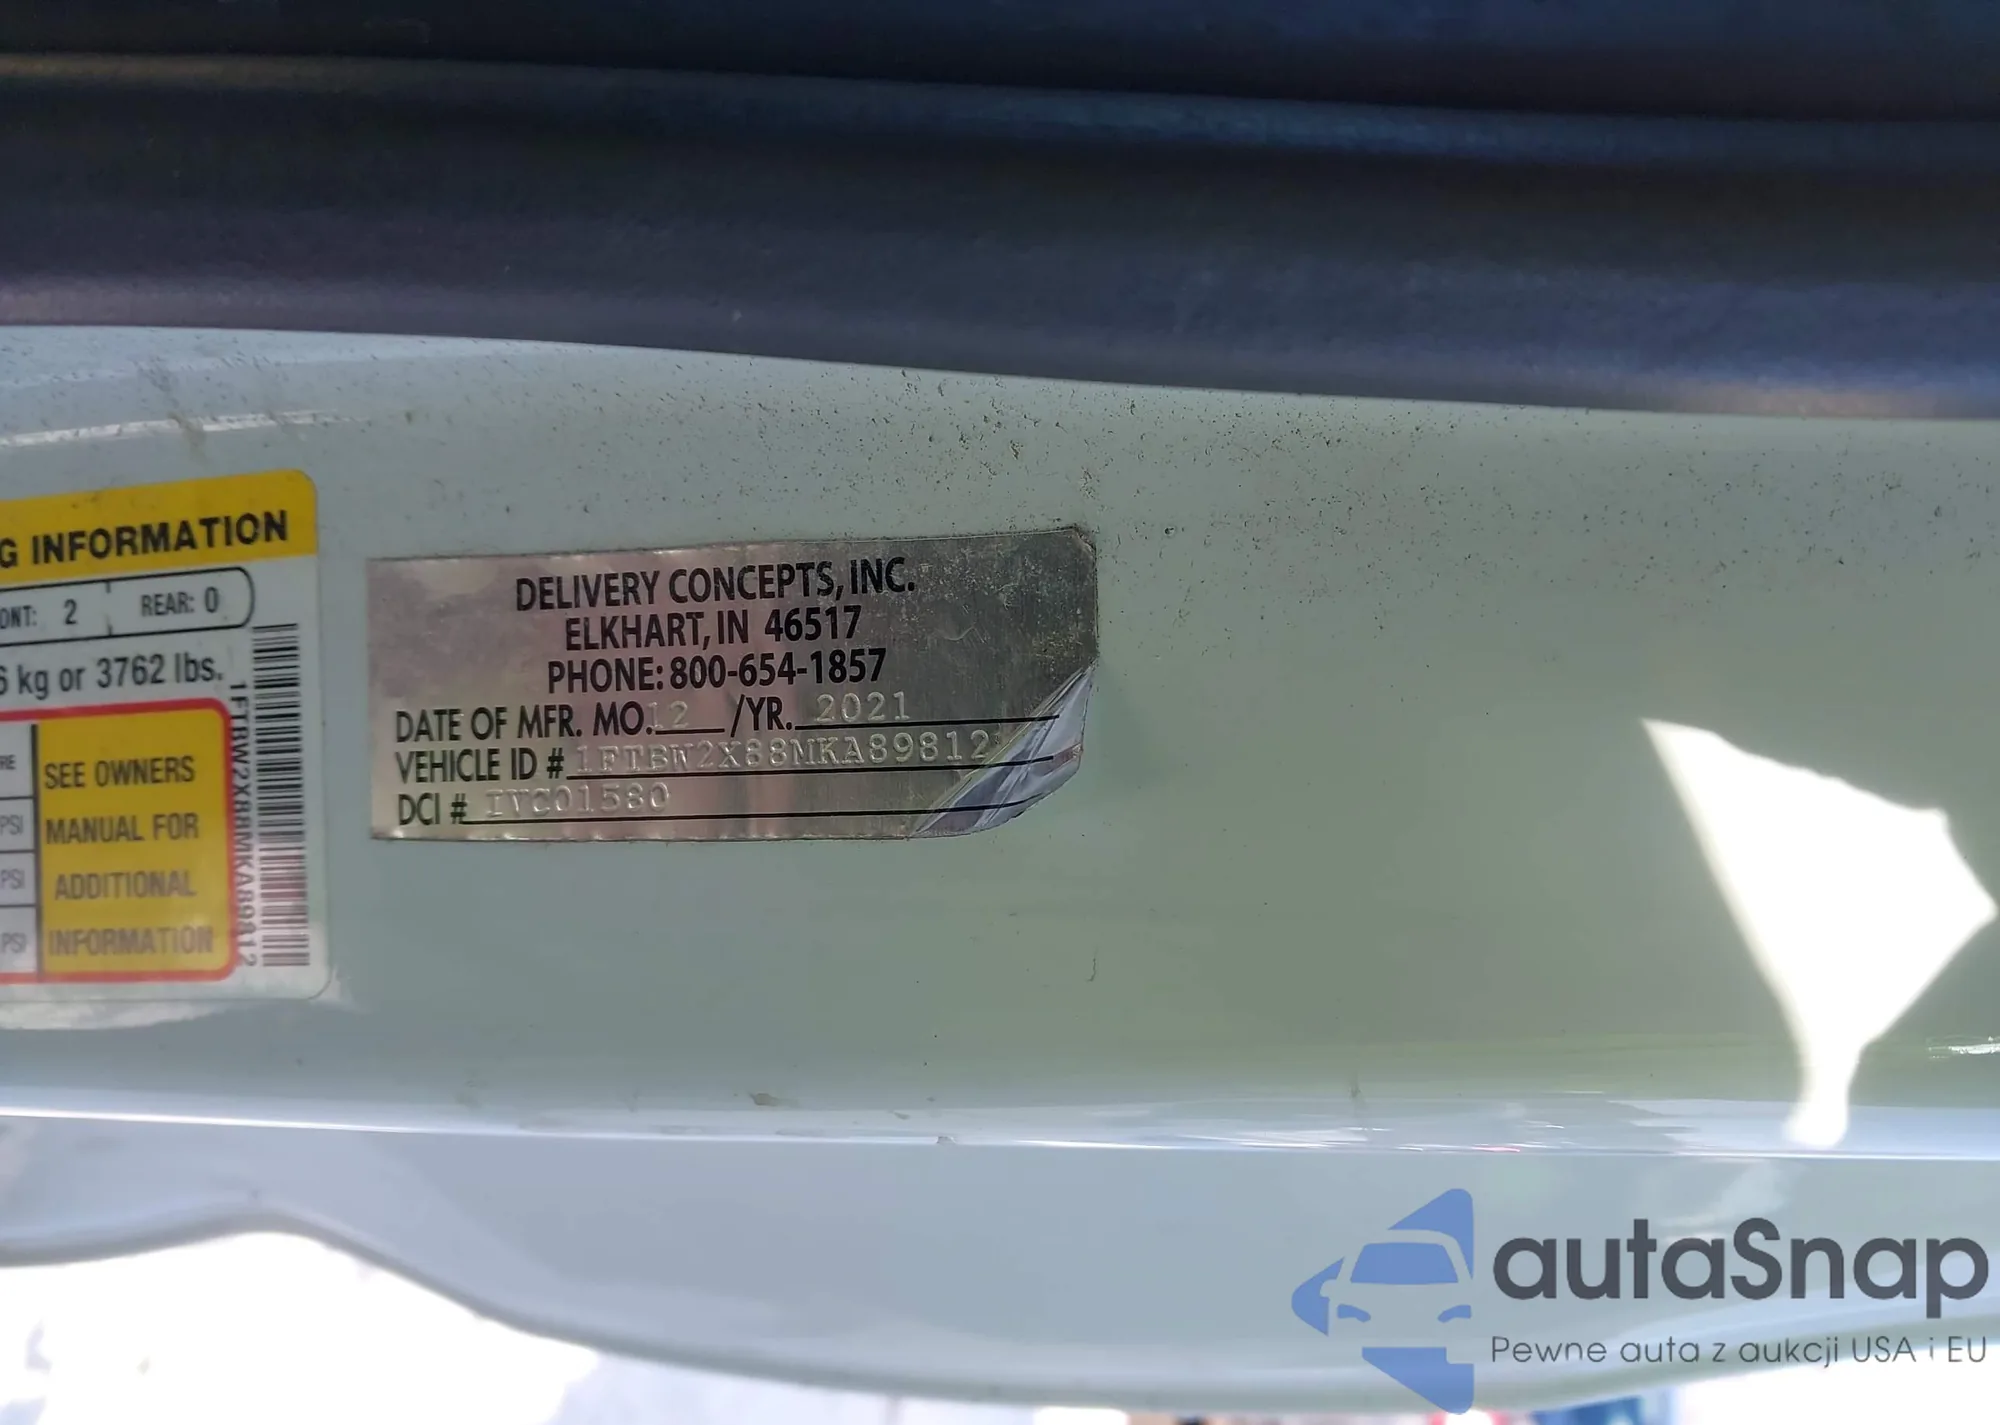 G INFORMATION
ONT: 2 REAR: 0
6 kg or 3762 lbs.
RE
PSI
PSI
PSI
SEE OWNERS
MANUAL FOR
ADDITIONAL
INFORMATION
1FTBW2X88MKA89812
DELIVERY CONCEPTS, INC.
ELKHART, IN 46517
PHONE: 800-654-1857
DATE OF MFR. MO. 12 /YR. 2021
VEHICLE ID # 1FTBW2X88MKA89812
DCI # IVC01580
autaSnap
Pewne auta z aukcji USA i EU